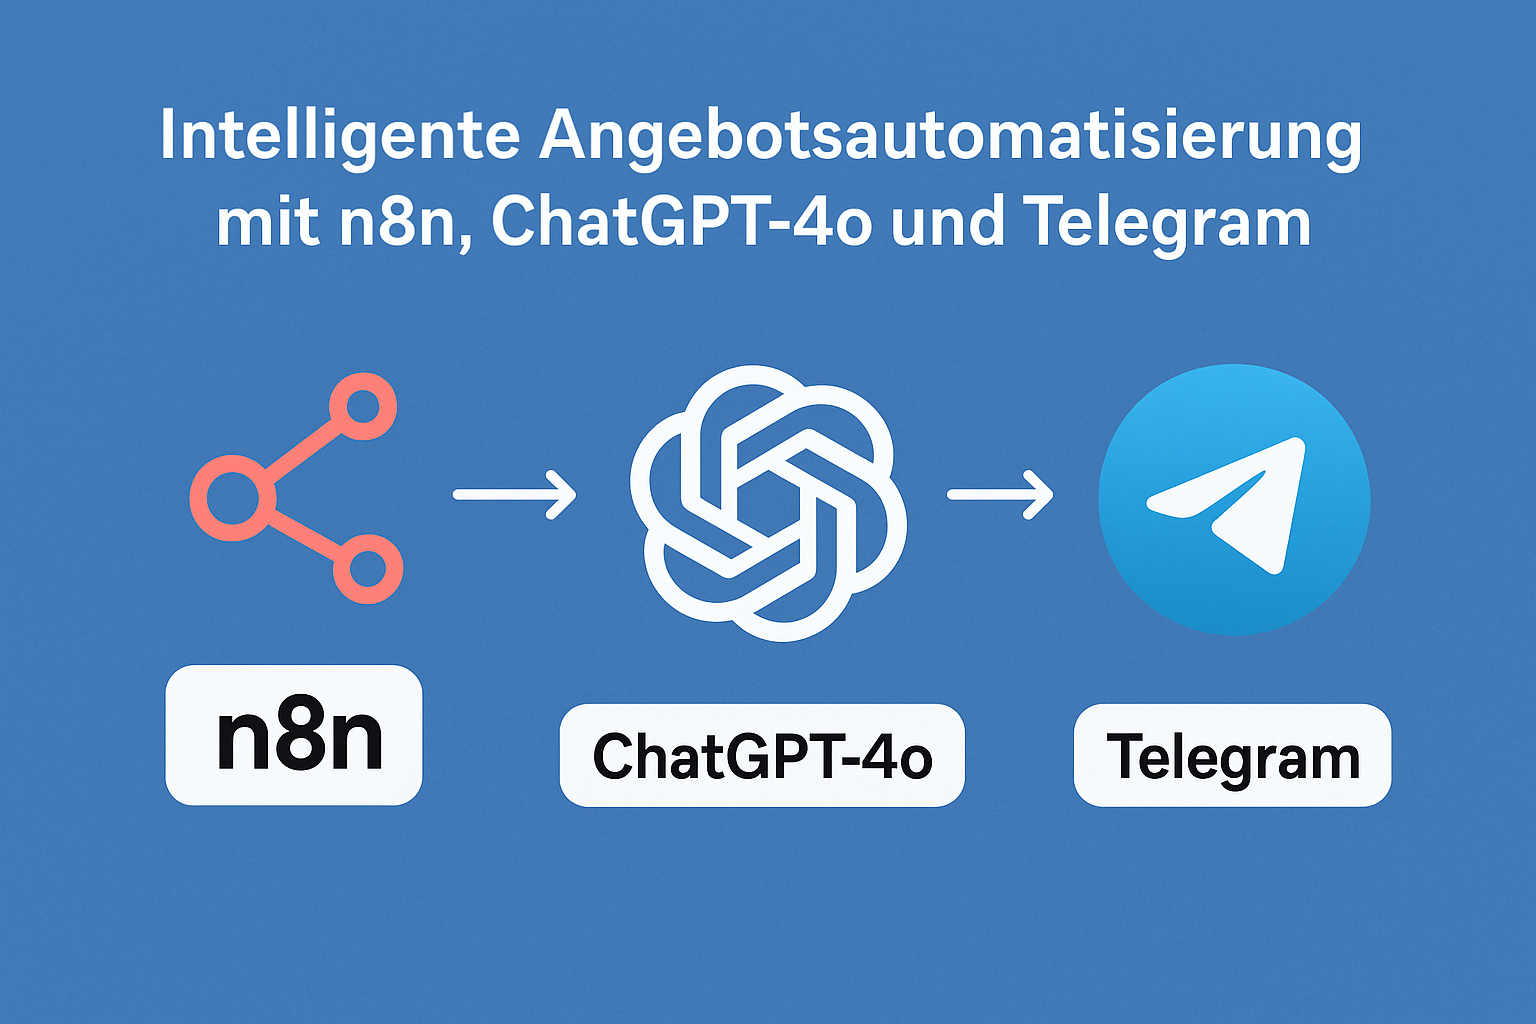 Intelligente Angebotsautomatisierung
mit n8n, ChatGPT-4o und Telegram
n8n
ChatGPT-4o
Telegram